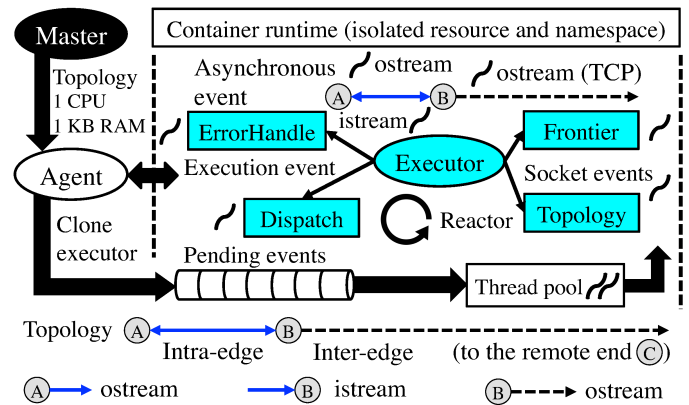 Master
Container runtime (isolated resource and namespace)
Topology
1 CPU
1 KB RAM
Asynchronous
event
ostream
ostream (TCP)
A
B
istream
ErrorHandle
Executor
Frontier
Agent
Execution event
Socket events
Dispatch
Reactor
Topology
Clone
executor
Pending events
Thread pool
Topology
A
B
Intra-edge
Inter-edge
(to the remote end C)
A
ostream
B
istream
B
ostream